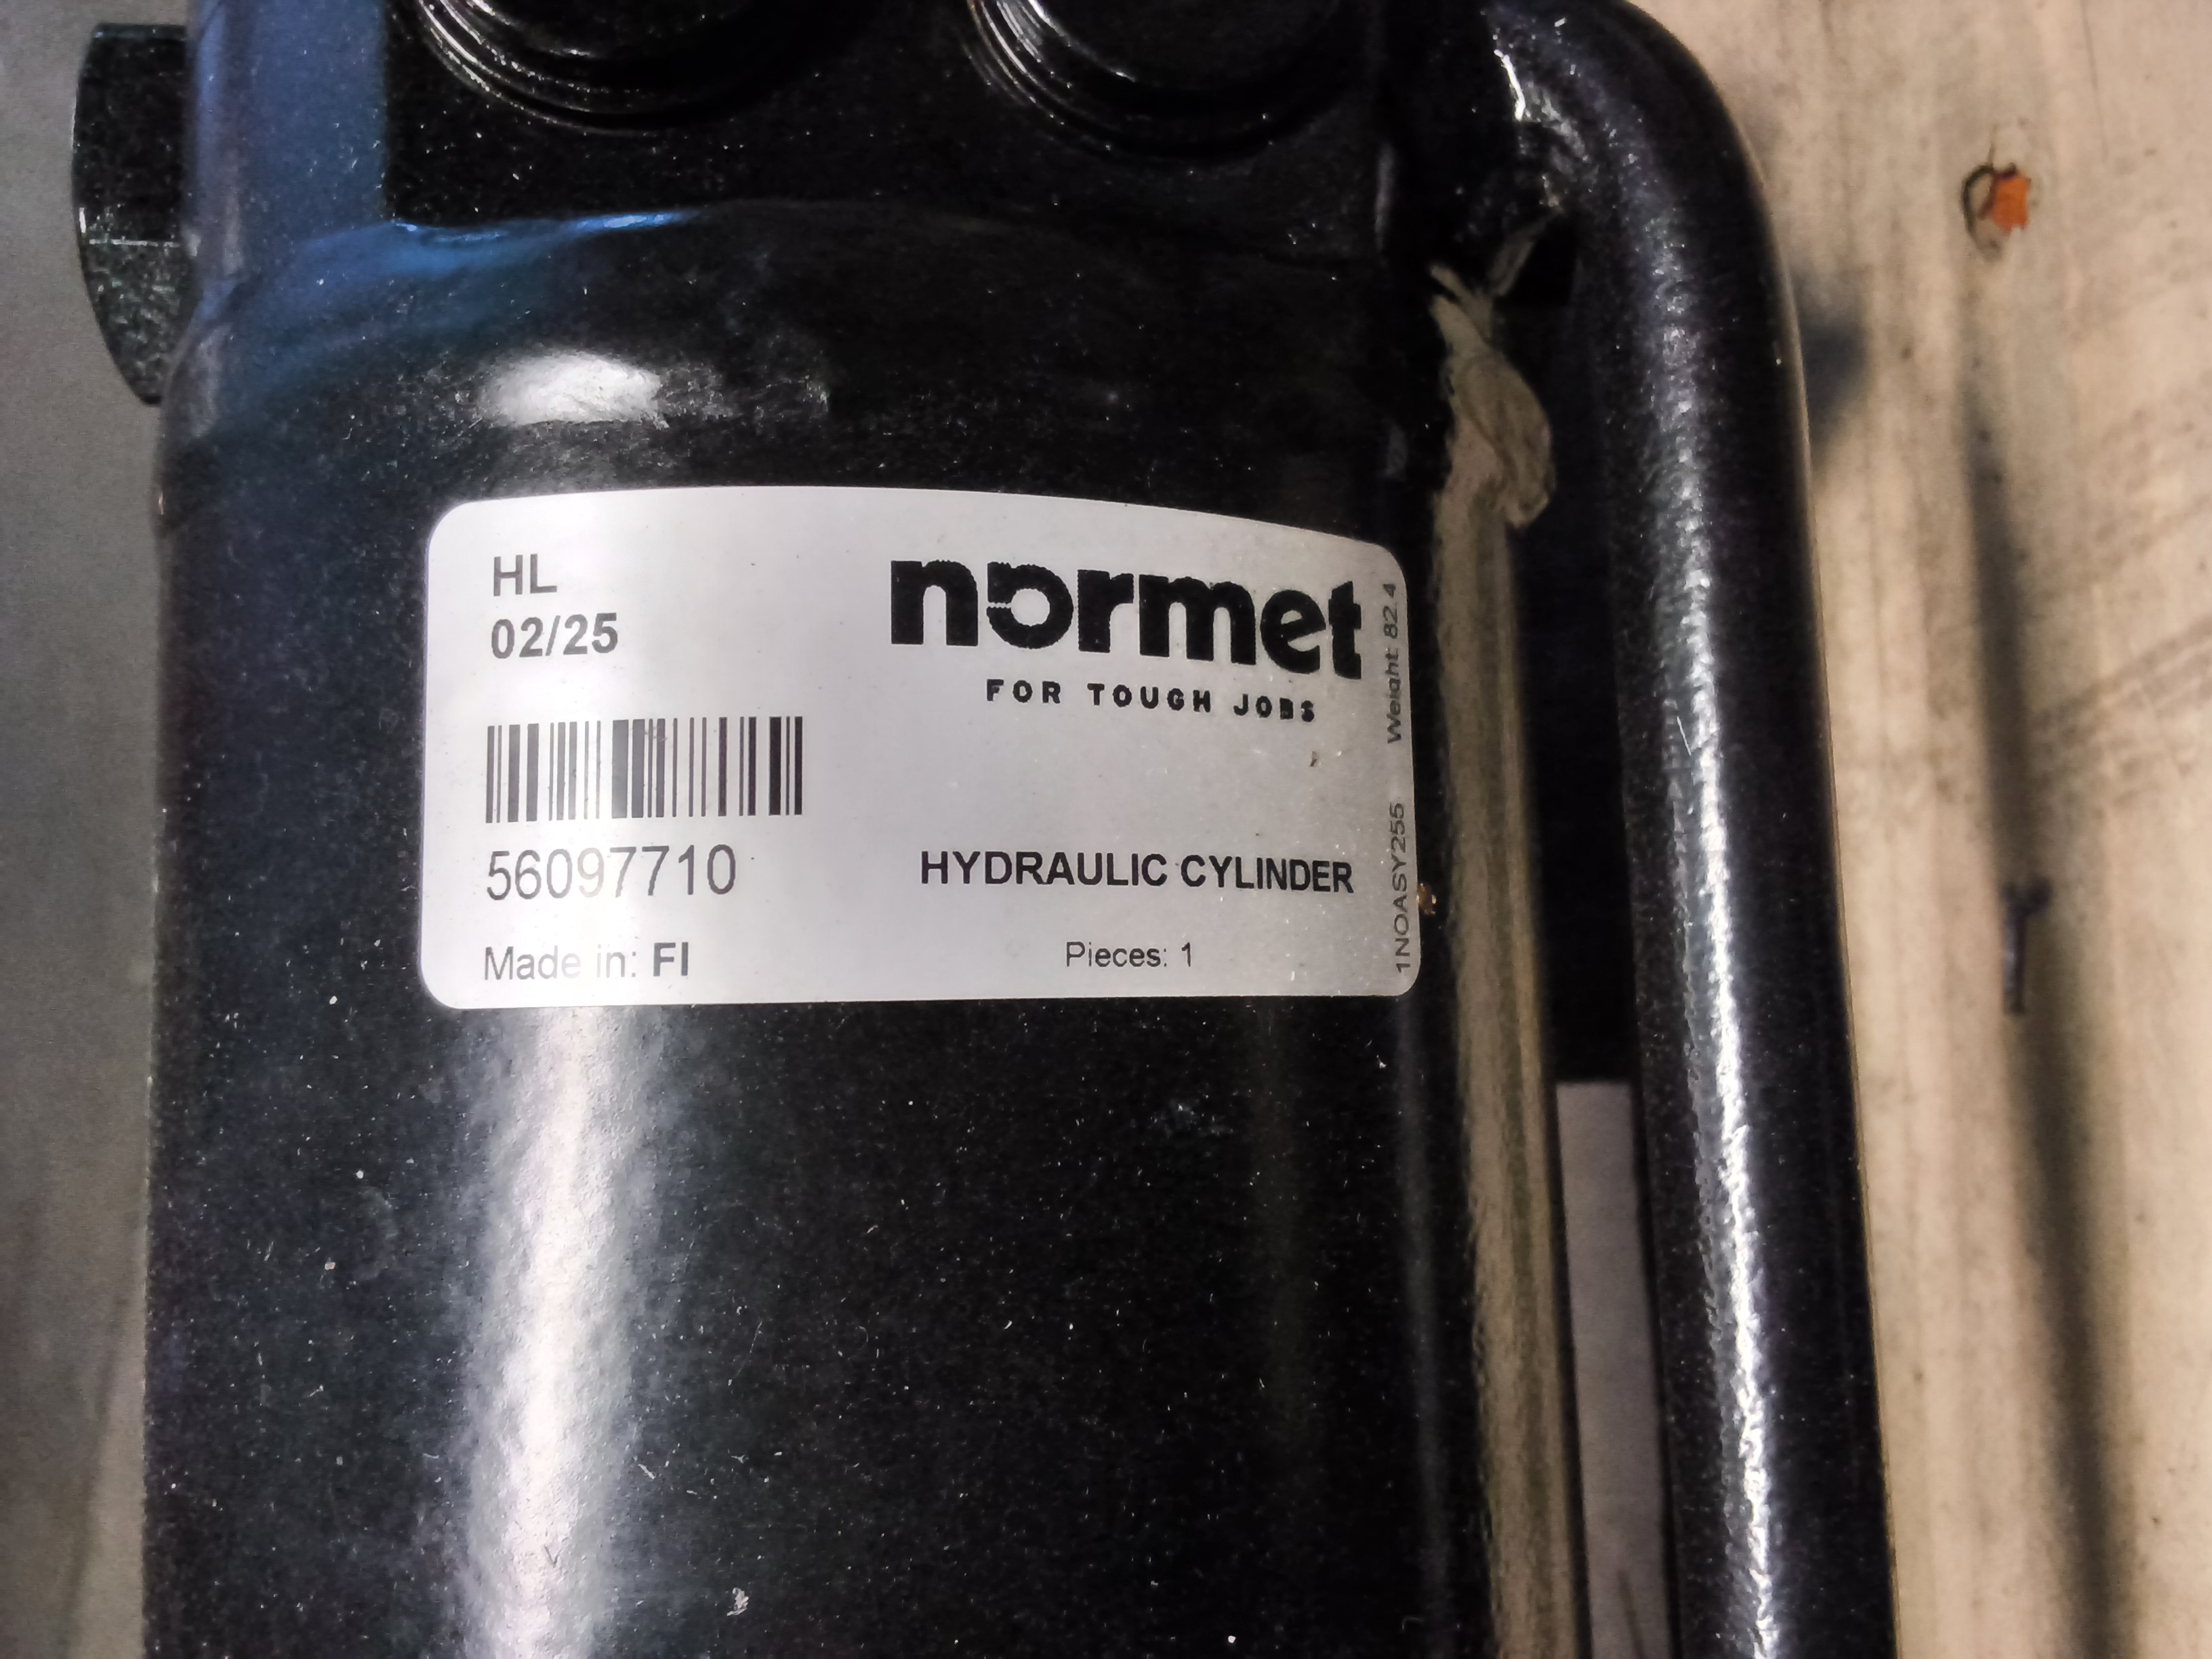 HL
02/25
normet
FOR TOUGH JOBS
56097710
HYDRAULIC CYLINDER
Made in: FI
Pieces: 1
1NOASY255 Weight: 82.4